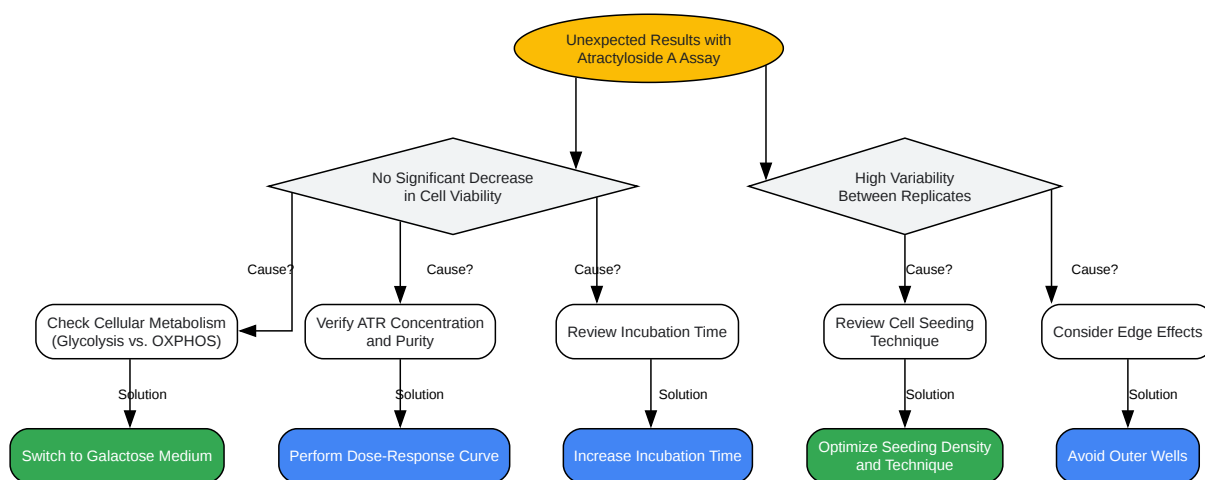 Unexpected Results with
Atractyloside A Assay
No Significant Decrease
in Cell Viability
High Variability
Between Replicates
Cause?
Cause?
Cause?
Cause?
Cause?
Check Cellular Metabolism
(Glycolysis vs. OXPHOS)
Verify ATR Concentration
and Purity
Review Incubation Time
Review Cell Seeding
Technique
Consider Edge Effects
Solution
Solution
Solution
Solution
Solution
Switch to Galactose Medium
Perform Dose-Response Curve
Increase Incubation Time
Optimize Seeding Density
and Technique
Avoid Outer Wells